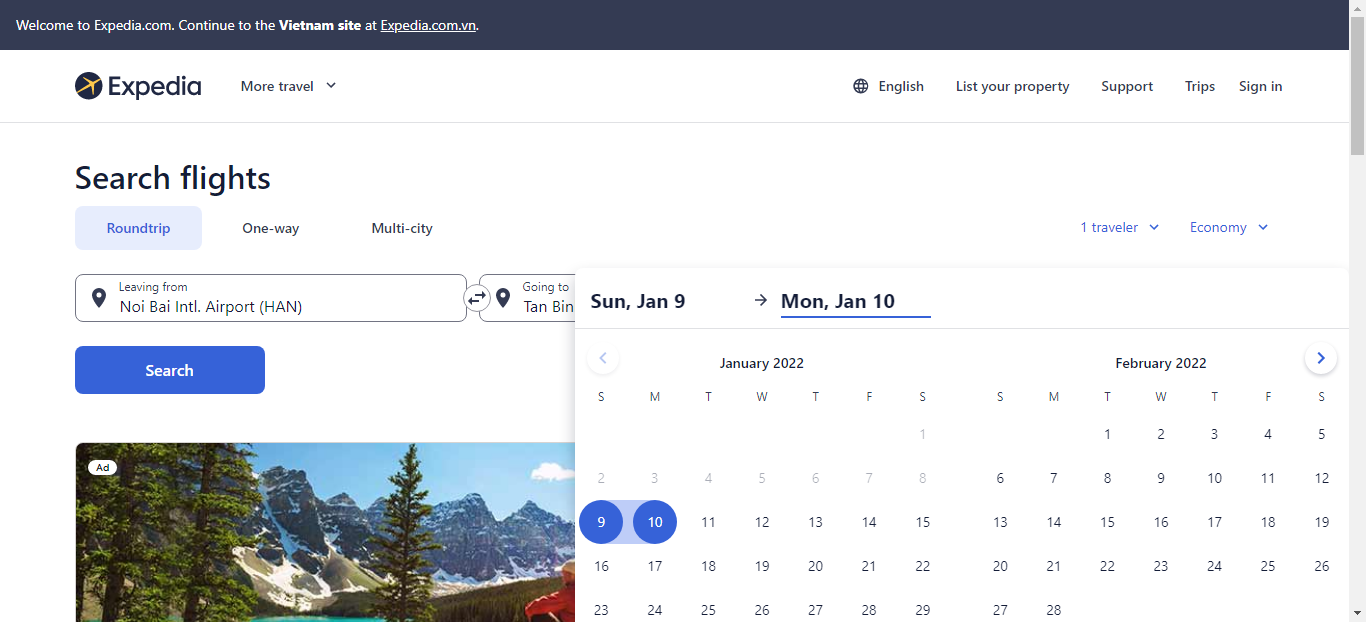 Welcome to Expedia.com. Continue to the Vietnam site at Expedia.com.vn.
Expedia More travel English List your property Support Trips Sign in
Search flights
Roundtrip One-way Multi-city 1 traveler Economy
Leaving from
Noi Bai Intl. Airport (HAN)
Going to
Tan Bin
Search
Sun, Jan 9 → Mon, Jan 10
January 2022
S M T W T F S
1
2 3 4 5 6 7 8
9 10 11 12 13 14 15
16 17 18 19 20 21 22
23 24 25 26 27 28 29
February 2022
S M T W T F S
1 2 3 4 5
6 7 8 9 10 11 12
13 14 15 16 17 18 19
20 21 22 23 24 25 26
27 28
Ad